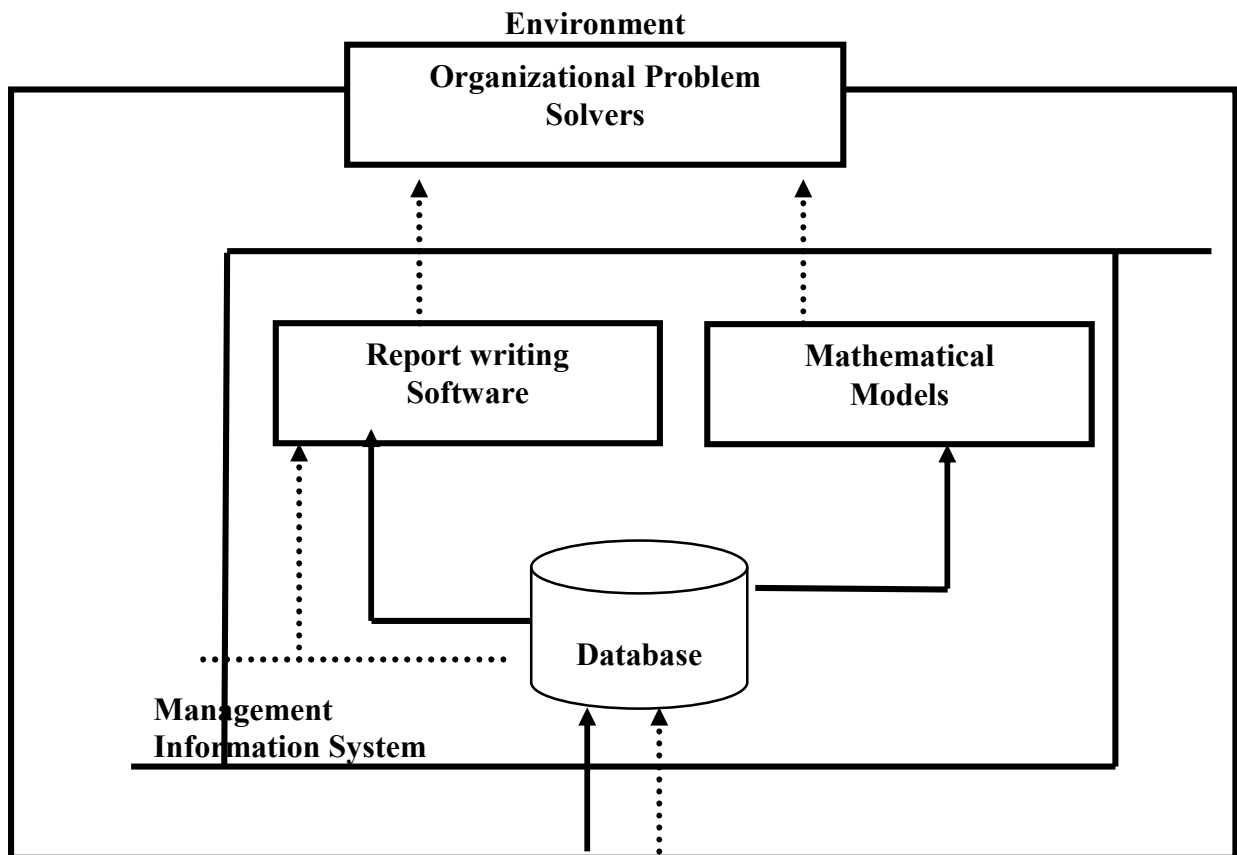 Environment
Organizational Problem
Solvers
Report writing
Software
Mathematical
Models
Database
Management
Information System